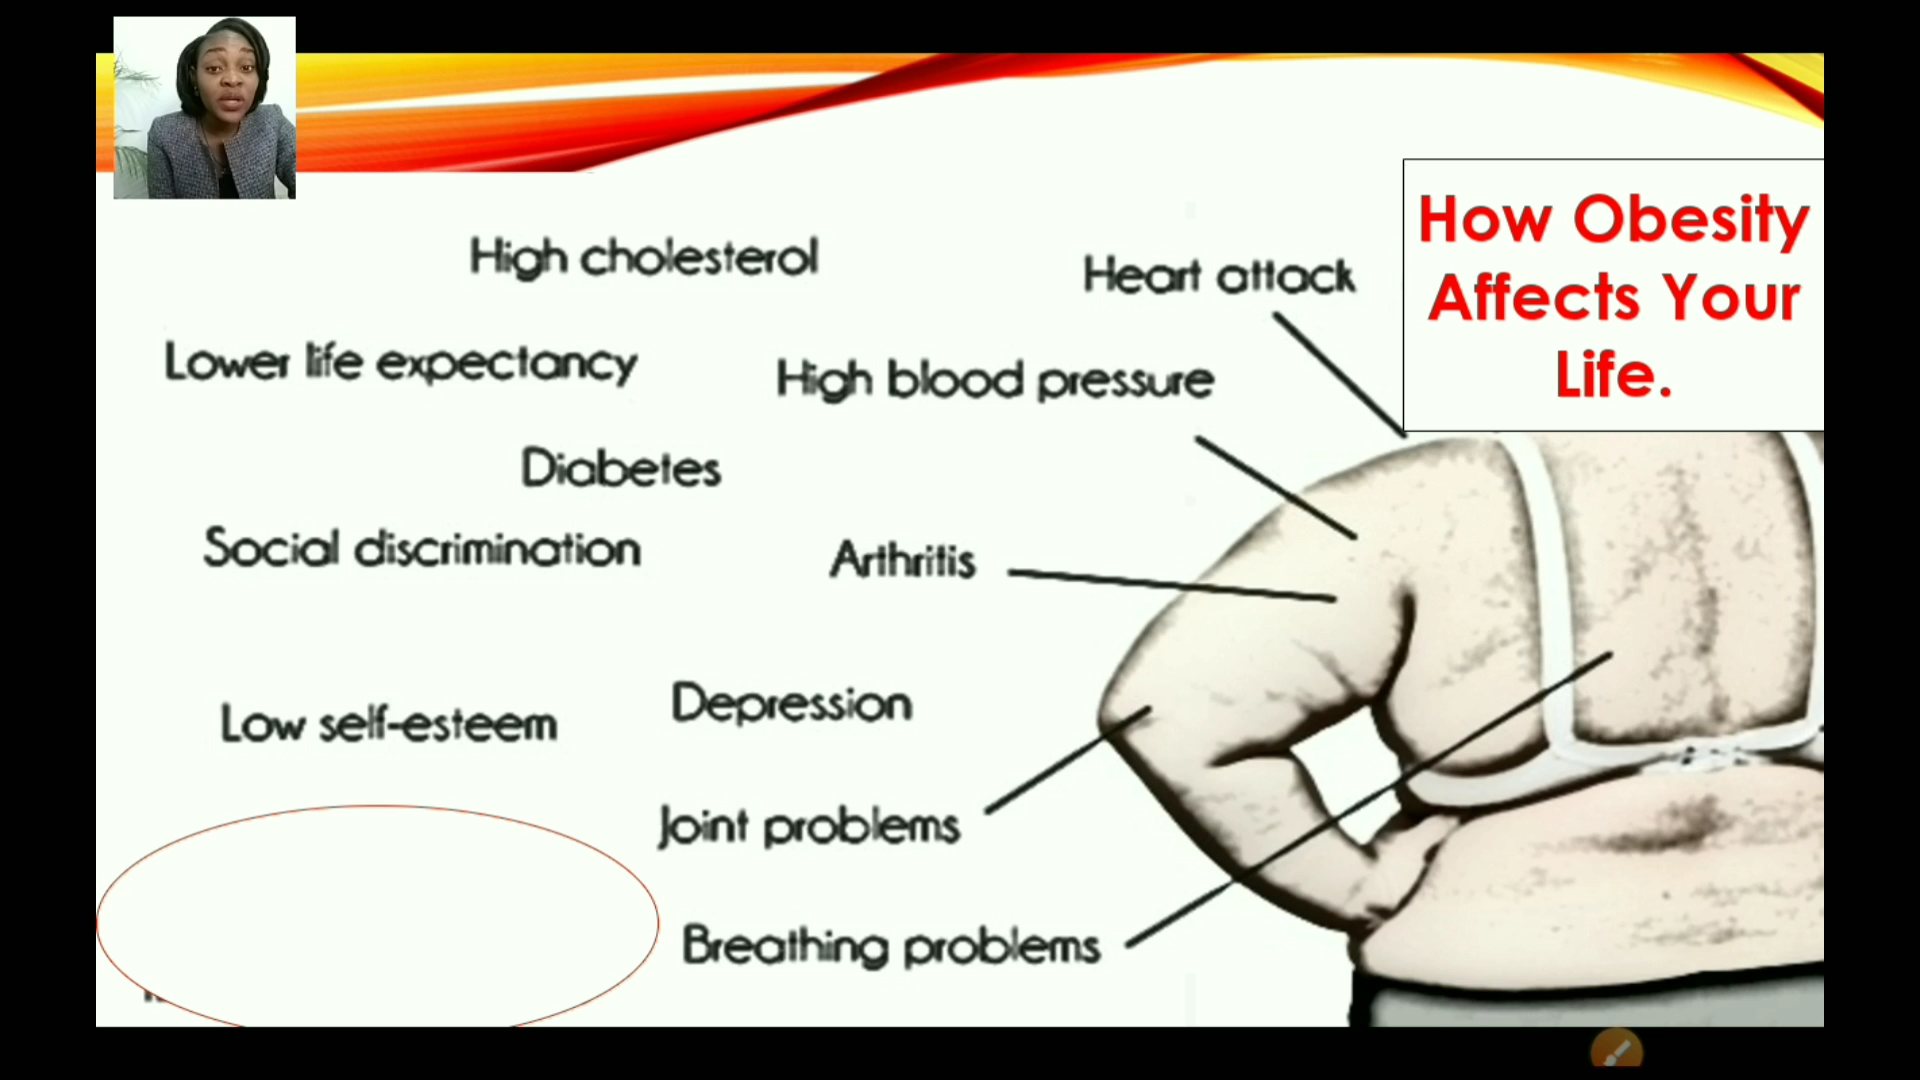 How Obesity
Affects Your
Life.
High cholesterol
Heart attack
Lower life expectancy
High blood pressure
Diabetes
Social discrimination
Arthritis
Low self-esteem
Depression
Joint problems
Breathing problems